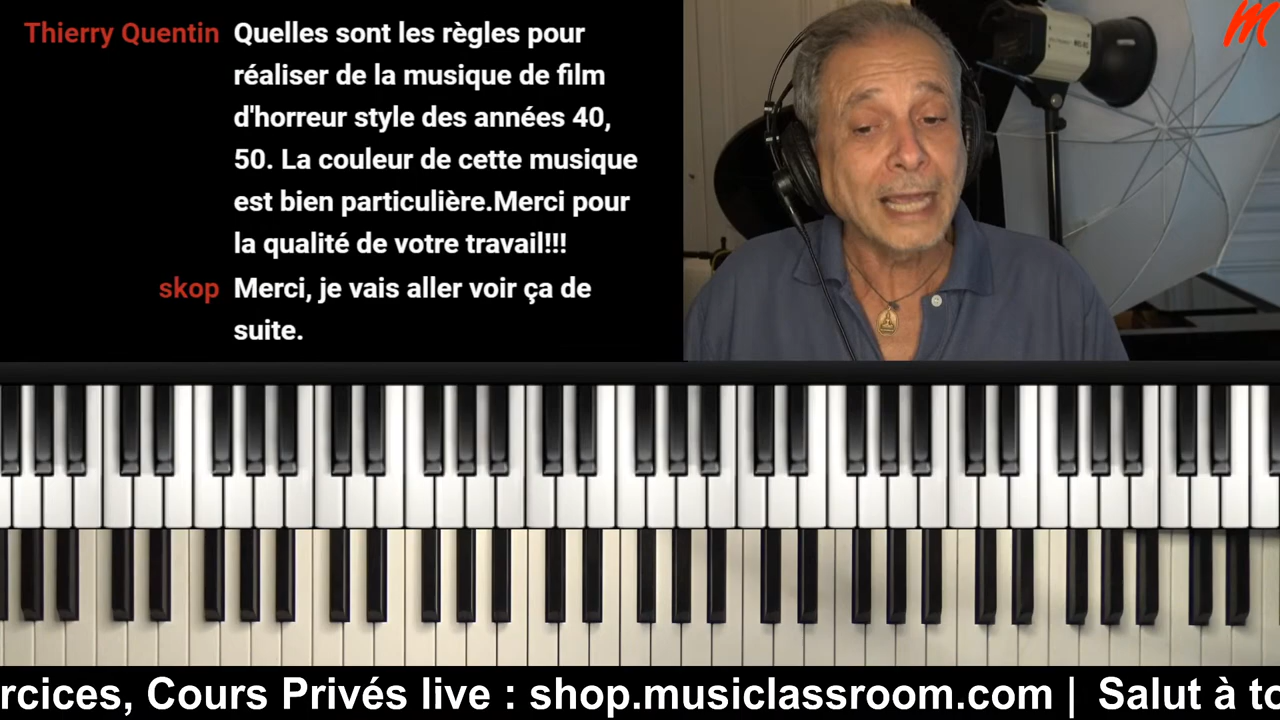 Thierry Quentin Quelles sont les règles pour
réaliser de la musique de film
d'horreur style des années 40,
50. La couleur de cette musique
est bien particulière.Merci pour
la qualité de votre travail!!!
skop Merci, je vais aller voir ça de
suite.
rcices, Cours Privés live : shop.musiclassroom.com | Salut à to